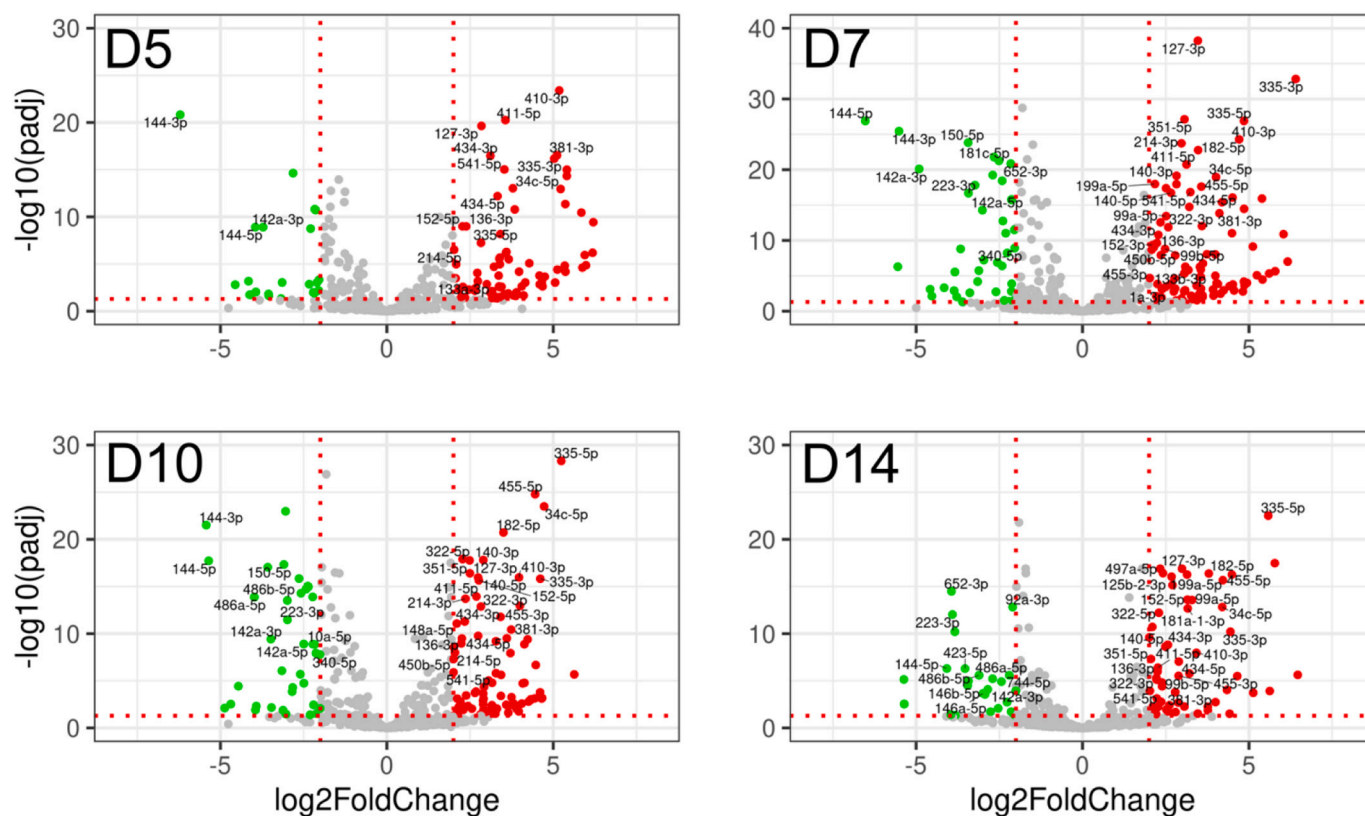 D5
D7
-log10(padj)
30
20
10
0
410-3p
144-3p
411-5p
127-3p
434-3p
381-3p
541-5p
335-3p
34c-5p
434-5p
142-a-3p
152-5p
136-3p
144-5p
335-5p
214-5p
133a-3p
-5
0
5
40
30
20
10
0
127-3p
335-3p
144-5p
335-5p
351-5p
144-3p
150-5p
214-3p
410-3p
181c-5p
182-5p
411-5p
142a-3p
652-3p
140-3p
34c-5p
223-3p
199a-5p
455-5p
142a-5p
140-5p
541-5p
434-5p
99a-5p
322-3p
381-3p
434-3p
152-3p
136-3p
340-5p
450b-5p
99b-5p
455-3p
133b-3p
1a-3p
-5
0
5
D10
D14
-log10(padj)
30
20
10
0
335-5p
455-5p
144-3p
34c-5p
182-5p
322-5p
140-3p
144-5p
150-5p
351-5p
127-3p
410-3p
335-3p
486b-5p
411-5p
140-5p
152-5p
486a-5p
214-3p
322-3p
223-3p
434-3p
455-3p
142a-3p
10a-5p
148a-5p
381-3p
142a-5p
136-3p
434-5p
340-5p
450b-5p
214-5p
541-5p
-5
0
5
log2FoldChange
30
20
10
0
335-5p
497a-5p
127-3p
182-5p
652-3p
125b-2-3p
199a-5p
455-5p
92a-3p
152-5p
99a-5p
223-3p
322-5p
34c-5p
181a-1-3p
423-5p
140-5p
434-3p
335-3p
144-5p
351-5p
411-5p
410-3p
486b-5p
486a-5p
136-3p
434-5p
744-5p
322-3p
99b-5p
455-3p
146b-5p
142a-3p
541-5p
381-3p
146a-5p
-5
0
5
log2FoldChange